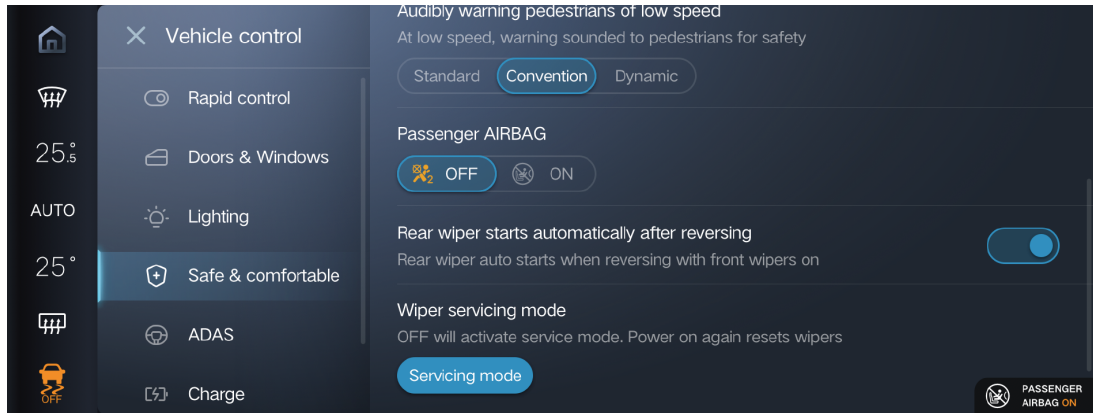 Audibly warning pedestrians of low speed
Vehicle control
At low speed, warning sounded to pedestrians for safety
Standard
Convention
Dynamic
Rapid control
Passenger AIRBAG
25.5°
Doors & Windows
2 OFF
ON
AUTO
Lighting
Rear wiper starts automatically after reversing
Rear wiper auto starts when reversing with front wipers on
25°
Safe & comfortable
Wiper servicing mode
OFF will activate service mode. Power on again resets wipers
ADAS
Servicing mode
OFF
Charge
PASSENGER
AIRBAG ON